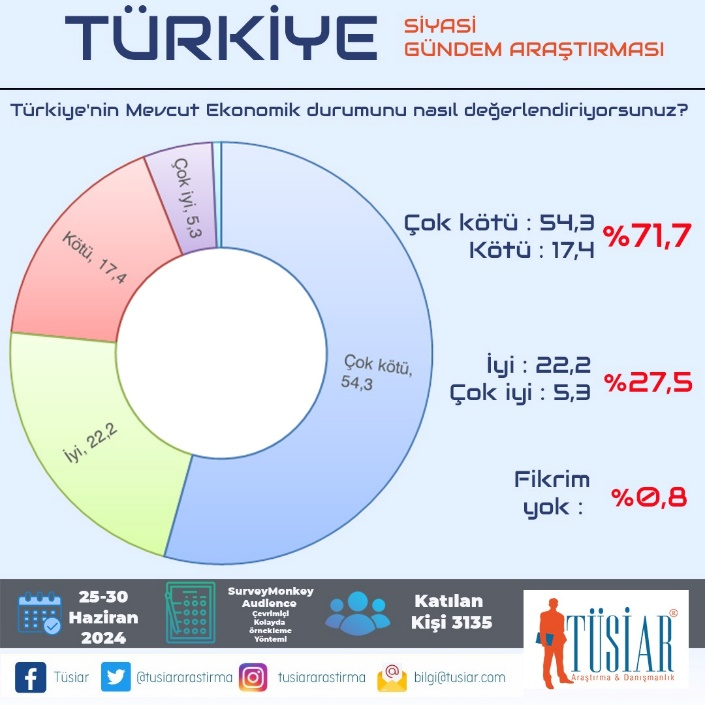 TÜRKİYE
SİYASİ
GÜNDEM ARAŞTIRMASI
Türkiye'nin Mevcut Ekonomik durumunu nasıl değerlendiriyorsunuz?
Çok iyi, 5,3
Kötü, 17,4
Çok kötü,
54,3
İyi, 22,2
Çok kötü : 54,3
Kötü : 17,4
%71,7
İyi : 22,2
Çok iyi : 5,3
%27,5
Fikrim
yok :
%0,8
25-30
Haziran
2024
SurveyMonkey
Audience
Çevrimiçi
Kolayda
örnekleme
Yöntemi
Katılan
Kişi 3135
TÜSİAR®
Araştırma & Danışmanlık
Tüsiar
@tusiararastirma
tusiararastirma
bilgi@tusiar.com